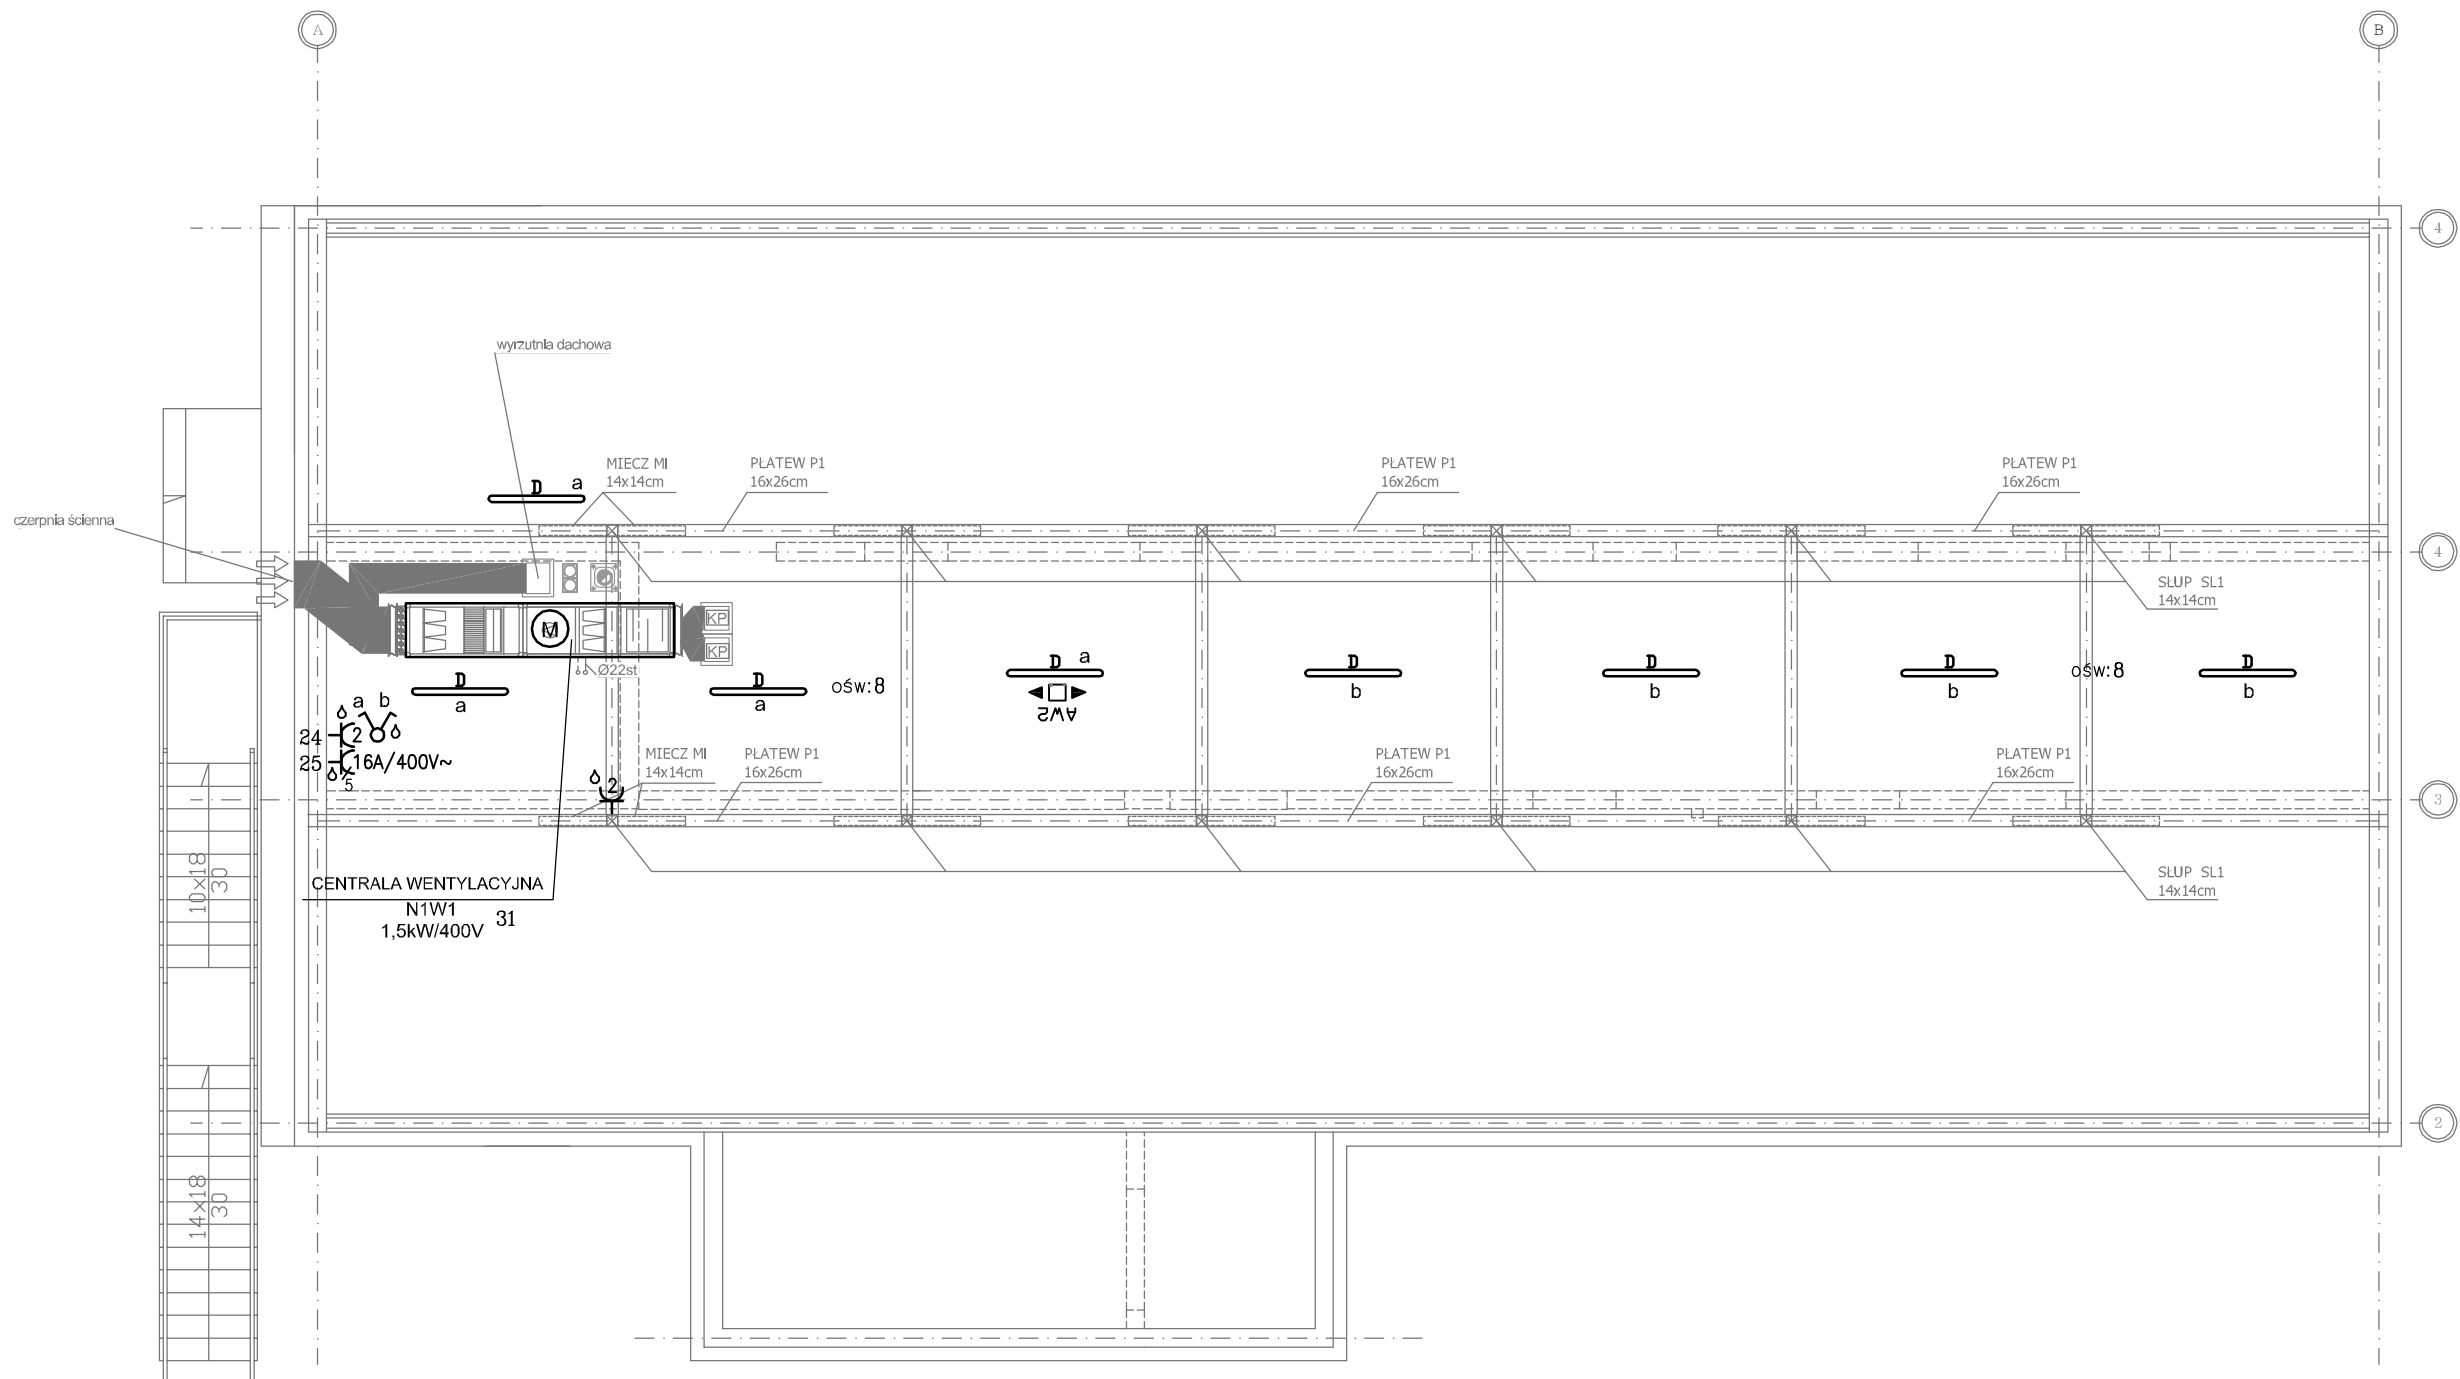 A
B
4
wyrzutnia dachowa
MIECZ MI
14x14cm
PŁATEW P1
16x26cm
PŁATEW P1
16x26cm
PŁATEW P1
16x26cm
D a
czerpnia ścienna
4
SŁUP SL1
14x14cm
KP
M
KP
Ø22st
D
a
D
a
ośw:8
D a
AW2
D
b
D
b
D
b
ośw:8
D
b
a b
24
2
25
16A/400V~
5
2
MIECZ MI
14x14cm
PŁATEW P1
16x26cm
PŁATEW P1
16x26cm
PŁATEW P1
16x26cm
3
SŁUP SL1
14x14cm
10x18
30
CENTRALA WENTYLACYJNA
N1W1
31
1,5kW/400V
2
14x18
30